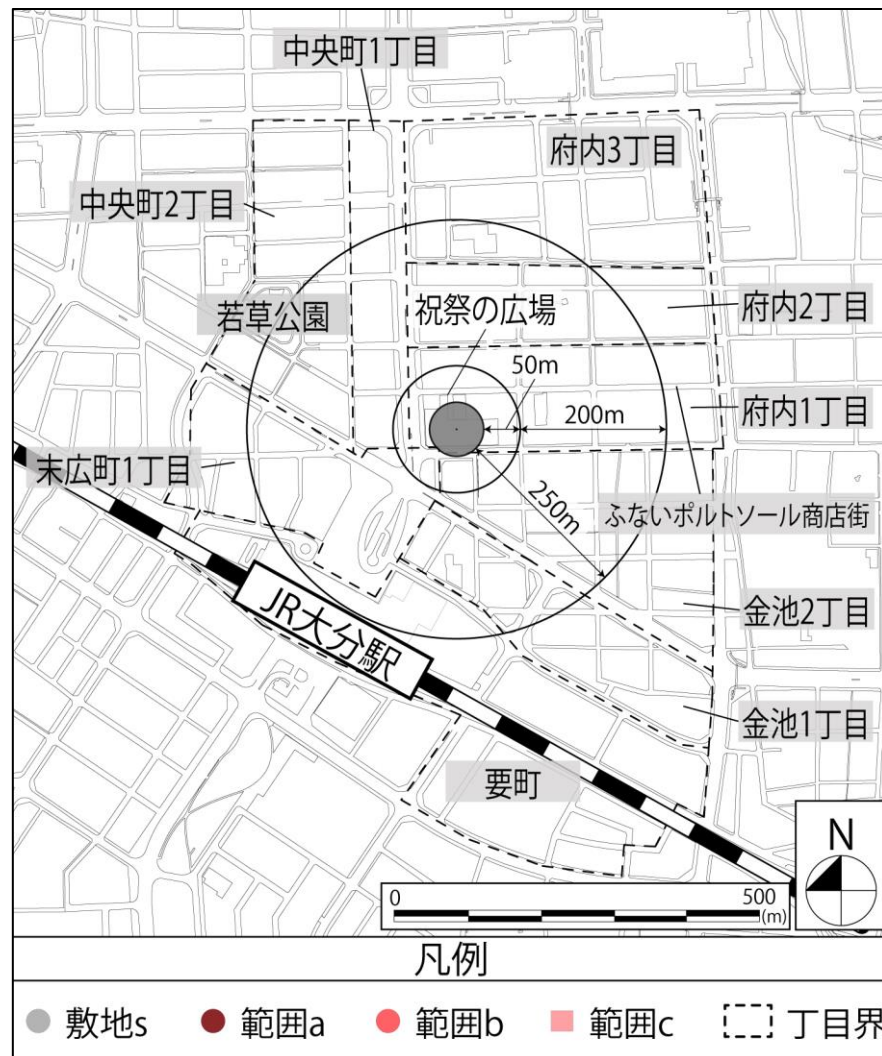 中央町1丁目
府内3丁目
中央町2丁目
若草公園
祝祭の広場
府内2丁目
50m
200m
府内1丁目
末広町1丁目
250m
ふないポルトソール商店街
JR大分駅
金池2丁目
金池1丁目
要町
N
0
500
(m)
凡例
敷地s
範囲a
範囲b
範囲c
丁目界